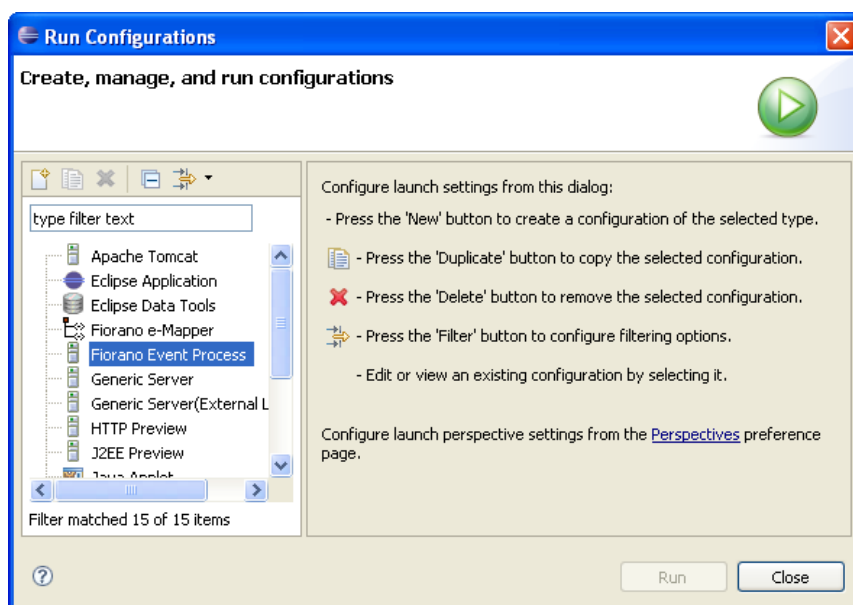 Run Configurations
Create, manage, and run configurations
type filter text
Apache Tomcat
Eclipse Application
Eclipse Data Tools
Fiorano e-Mapper
Fiorano Event Process
Generic Server
Generic Server(External L
HTTP Preview
J2EE Preview
Java Applet
Filter matched 15 of 15 items
Configure launch settings from this dialog:
- Press the 'New' button to create a configuration of the selected type.
- Press the 'Duplicate' button to copy the selected configuration.
- Press the 'Delete' button to remove the selected configuration.
- Press the 'Filter' button to configure filtering options.
- Edit or view an existing configuration by selecting it.
Configure launch perspective settings from the Perspectives preference
page.
Run
Close